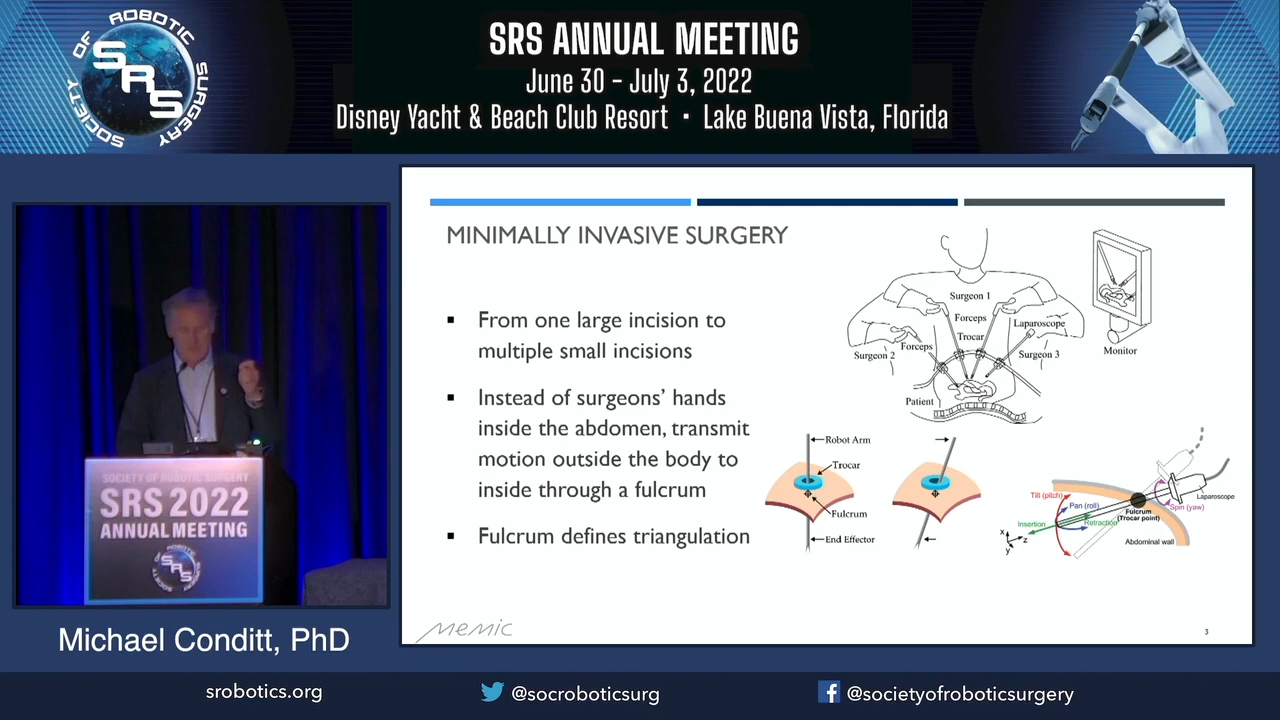 SOCIETY OF ROBOTIC SURGERY
SRS
SRS ANNUAL MEETING
June 30 – July 3, 2022
Disney Yacht & Beach Club Resort • Lake Buena Vista, Florida
MINIMALLY INVASIVE SURGERY
▪ From one large incision to
multiple small incisions
▪ Instead of surgeons' hands
inside the abdomen, transmit
motion outside the body to
inside through a fulcrum
▪ Fulcrum defines triangulation
Surgeon 1
Forceps
Trocar
Laparoscope
Forceps
Surgeon 2
Surgeon 3
Patient
Monitor
Robot Arm
Trocar
Fulcrum
End Effector
Tilt (pitch)
Pan (roll)
Insertion
Retraction
Fulcrum
(Trocar point)
Spin (yaw)
Laparoscope
Abdominal wall
x
y
z
memic
3
SOCIETY OF ROBOTIC SURGERY
SRS 2022
ANNUAL MEETING
SRS
Michael Conditt, PhD
srobotics.org
@socroboticsurg
@societyofroboticsurgery